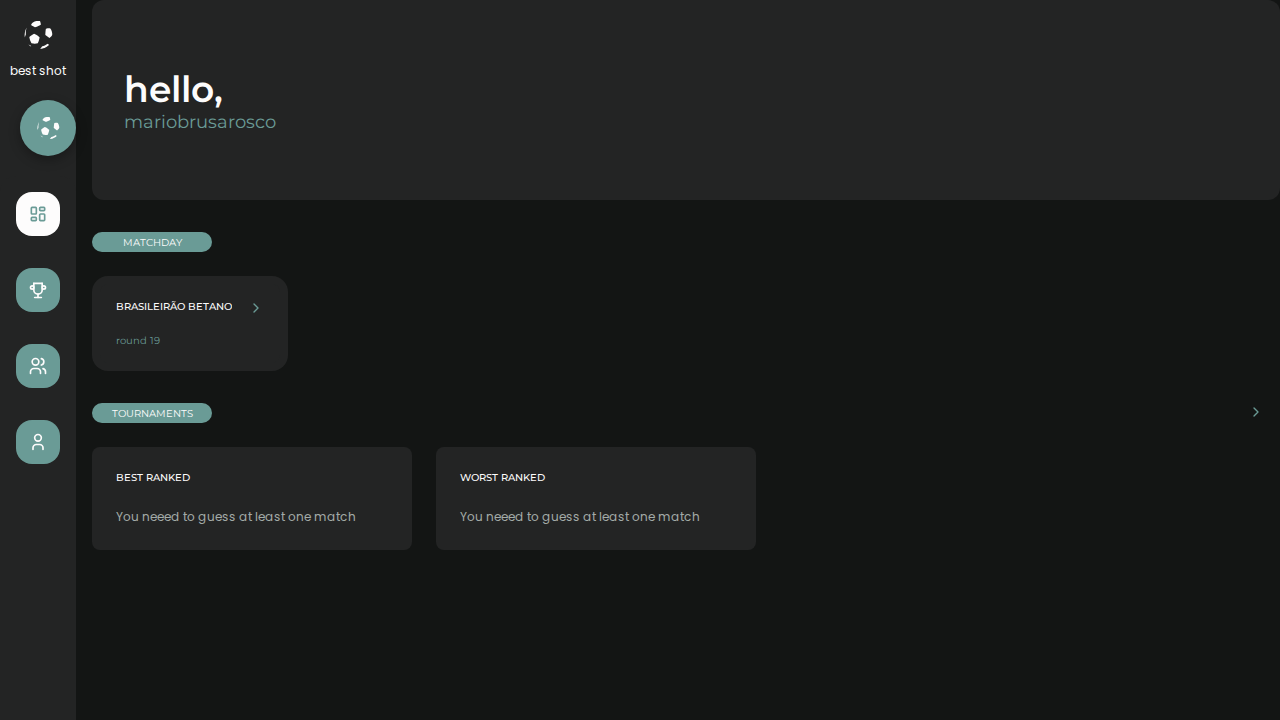 best shot
hello,
mariobrusarosco
MATCHDAY
BRASILEIRÃO BETANO
round 19
TOURNAMENTS
BEST RANKED
You neeed to guess at least one match
WORST RANKED
You neeed to guess at least one match